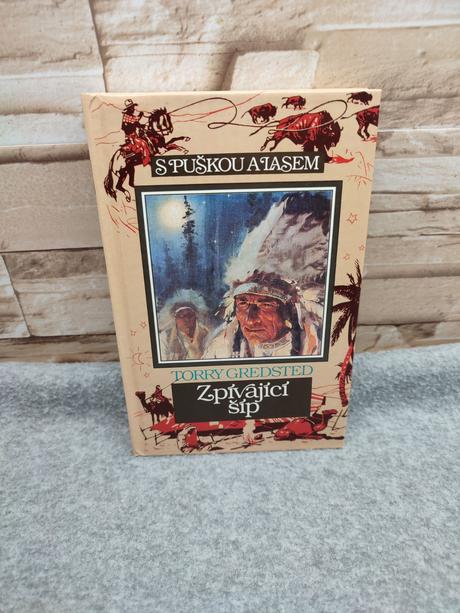 S PUŠKOU A LASEM
TORRY GREDSTED
Zpívající
šíp